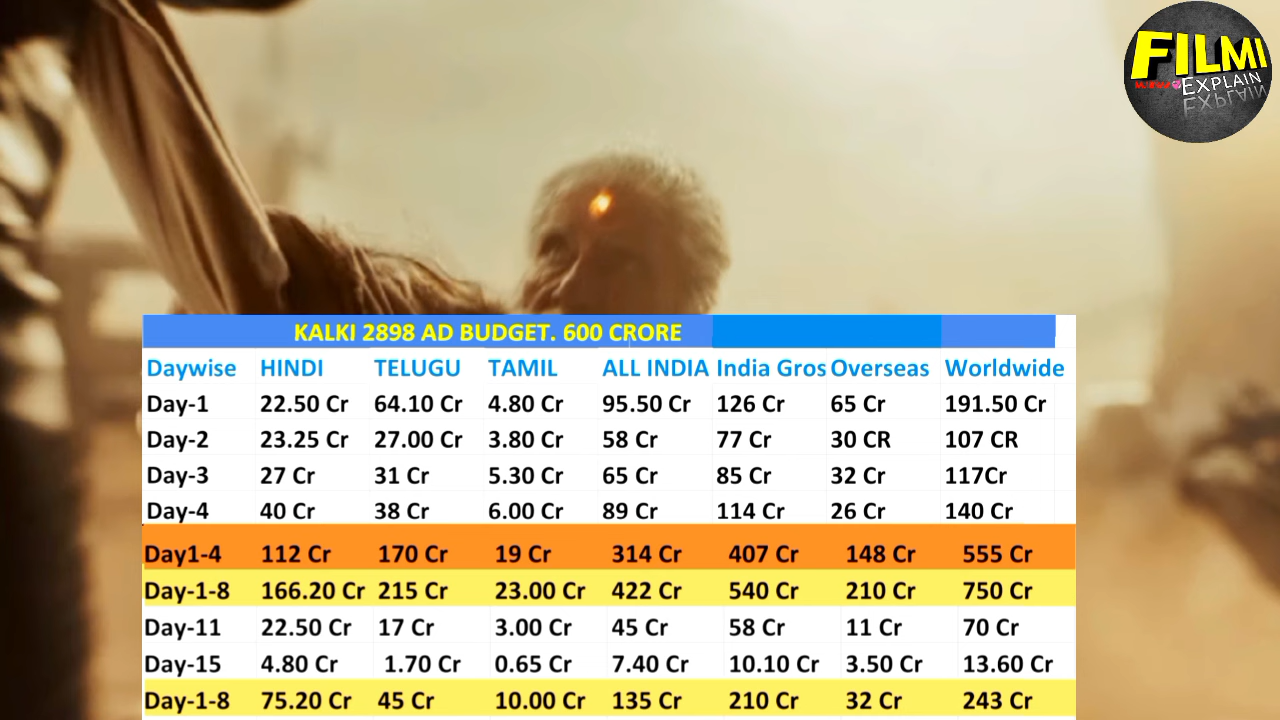 FILMI
EXPLAIN
KALKI 2898 AD BUDGET. 600 CRORE
Daywise HINDI TELUGU TAMIL ALL INDIA India Gros Overseas Worldwide
Day-1 22.50 Cr 64.10 Cr 4.80 Cr 95.50 Cr 126 Cr 65 Cr 191.50 Cr
Day-2 23.25 Cr 27.00 Cr 3.80 Cr 58 Cr 77 Cr 30 CR 107 CR
Day-3 27 Cr 31 Cr 5.30 Cr 65 Cr 85 Cr 32 Cr 117Cr
Day-4 40 Cr 38 Cr 6.00 Cr 89 Cr 114 Cr 26 Cr 140 Cr
Day1-4 112 Cr 170 Cr 19 Cr 314 Cr 407 Cr 148 Cr 555 Cr
Day-1-8 166.20 Cr 215 Cr 23.00 Cr 422 Cr 540 Cr 210 Cr 750 Cr
Day-11 22.50 Cr 17 Cr 3.00 Cr 45 Cr 58 Cr 11 Cr 70 Cr
Day-15 4.80 Cr 1.70 Cr 0.65 Cr 7.40 Cr 10.10 Cr 3.50 Cr 13.60 Cr
Day-1-8 75.20 Cr 45 Cr 10.00 Cr 135 Cr 210 Cr 32 Cr 243 Cr